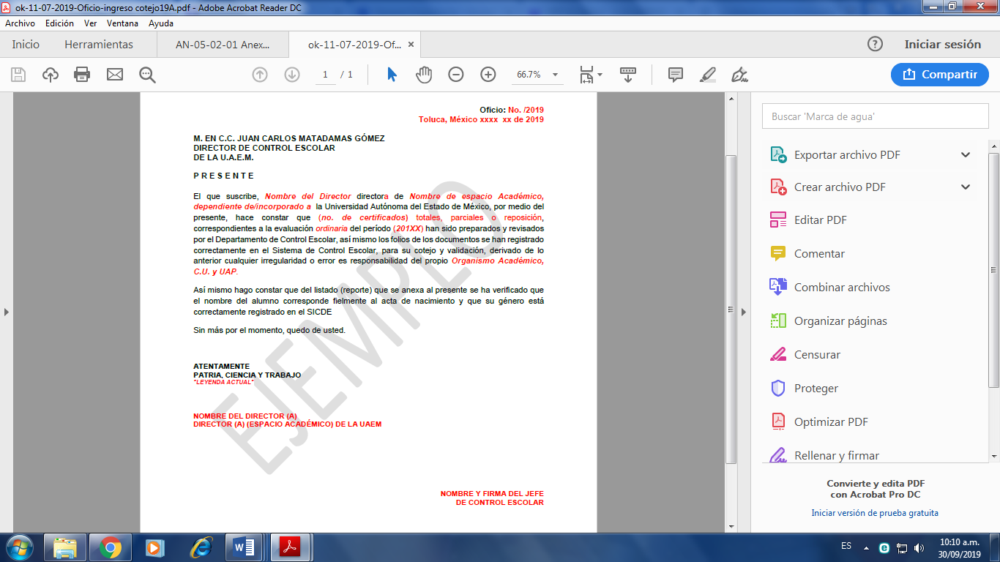 ok-11-07-2019-Oficio-ingreso cotejo19A.pdf - Adobe Acrobat Reader DC
Archivo Edición Ver Ventana Ayuda
Inicio Herramientas AN-05-02-01 Anex... ok-11-07-2019-Of... × Iniciar sesión
1 / 1 66.7% Compartir
Oficio: No. /2019
Toluca, México xxxx xx de 2019
M. EN C.C. JUAN CARLOS MATADAMAS GÓMEZ
DIRECTOR DE CONTROL ESCOLAR
DE LA U.A.E.M.
P R E S E N T E
El que suscribe, Nombre del Director directora de Nombre de espacio Académico,
dependiente de/incorporado a la Universidad Autónoma del Estado de México, por medio del
presente, hace constar que (no. de certificados) totales, parciales o reposición,
correspondientes a la evaluación ordinaria del período (201XX) han sido preparados y revisados
por el Departamento de Control Escolar, así mismo los folios de los documentos se han registrado
correctamente en el Sistema de Control Escolar, para su cotejo y validación, derivado de lo
anterior cualquier irregularidad o error es responsabilidad del propio Organismo Académico,
C.U. y UAP.
Así mismo hago constar que del listado (reporte) que se anexa al presente se ha verificado que
el nombre del alumno corresponde fielmente al acta de nacimiento y que su género está
correctamente registrado en el SICDE
Sin más por el momento, quedo de usted.
ATENTAMENTE
PATRIA, CIENCIA Y TRABAJO
"LEYENDA ACTUAL"
NOMBRE DEL DIRECTOR (A)
DIRECTOR (A) (ESPACIO ACADÉMICO) DE LA UAEM
NOMBRE Y FIRMA DEL JEFE
DE CONTROL ESCOLAR
EJEMPLO
Buscar 'Marca de agua'
Exportar archivo PDF
Crear archivo PDF
Editar PDF
Comentar
Combinar archivos
Organizar páginas
Censurar
Proteger
Optimizar PDF
Rellenar y firmar
Convierte y edita PDF
con Acrobat Pro DC
Iniciar versión de prueba gratuita
ES
10:10 a.m.
30/09/2019